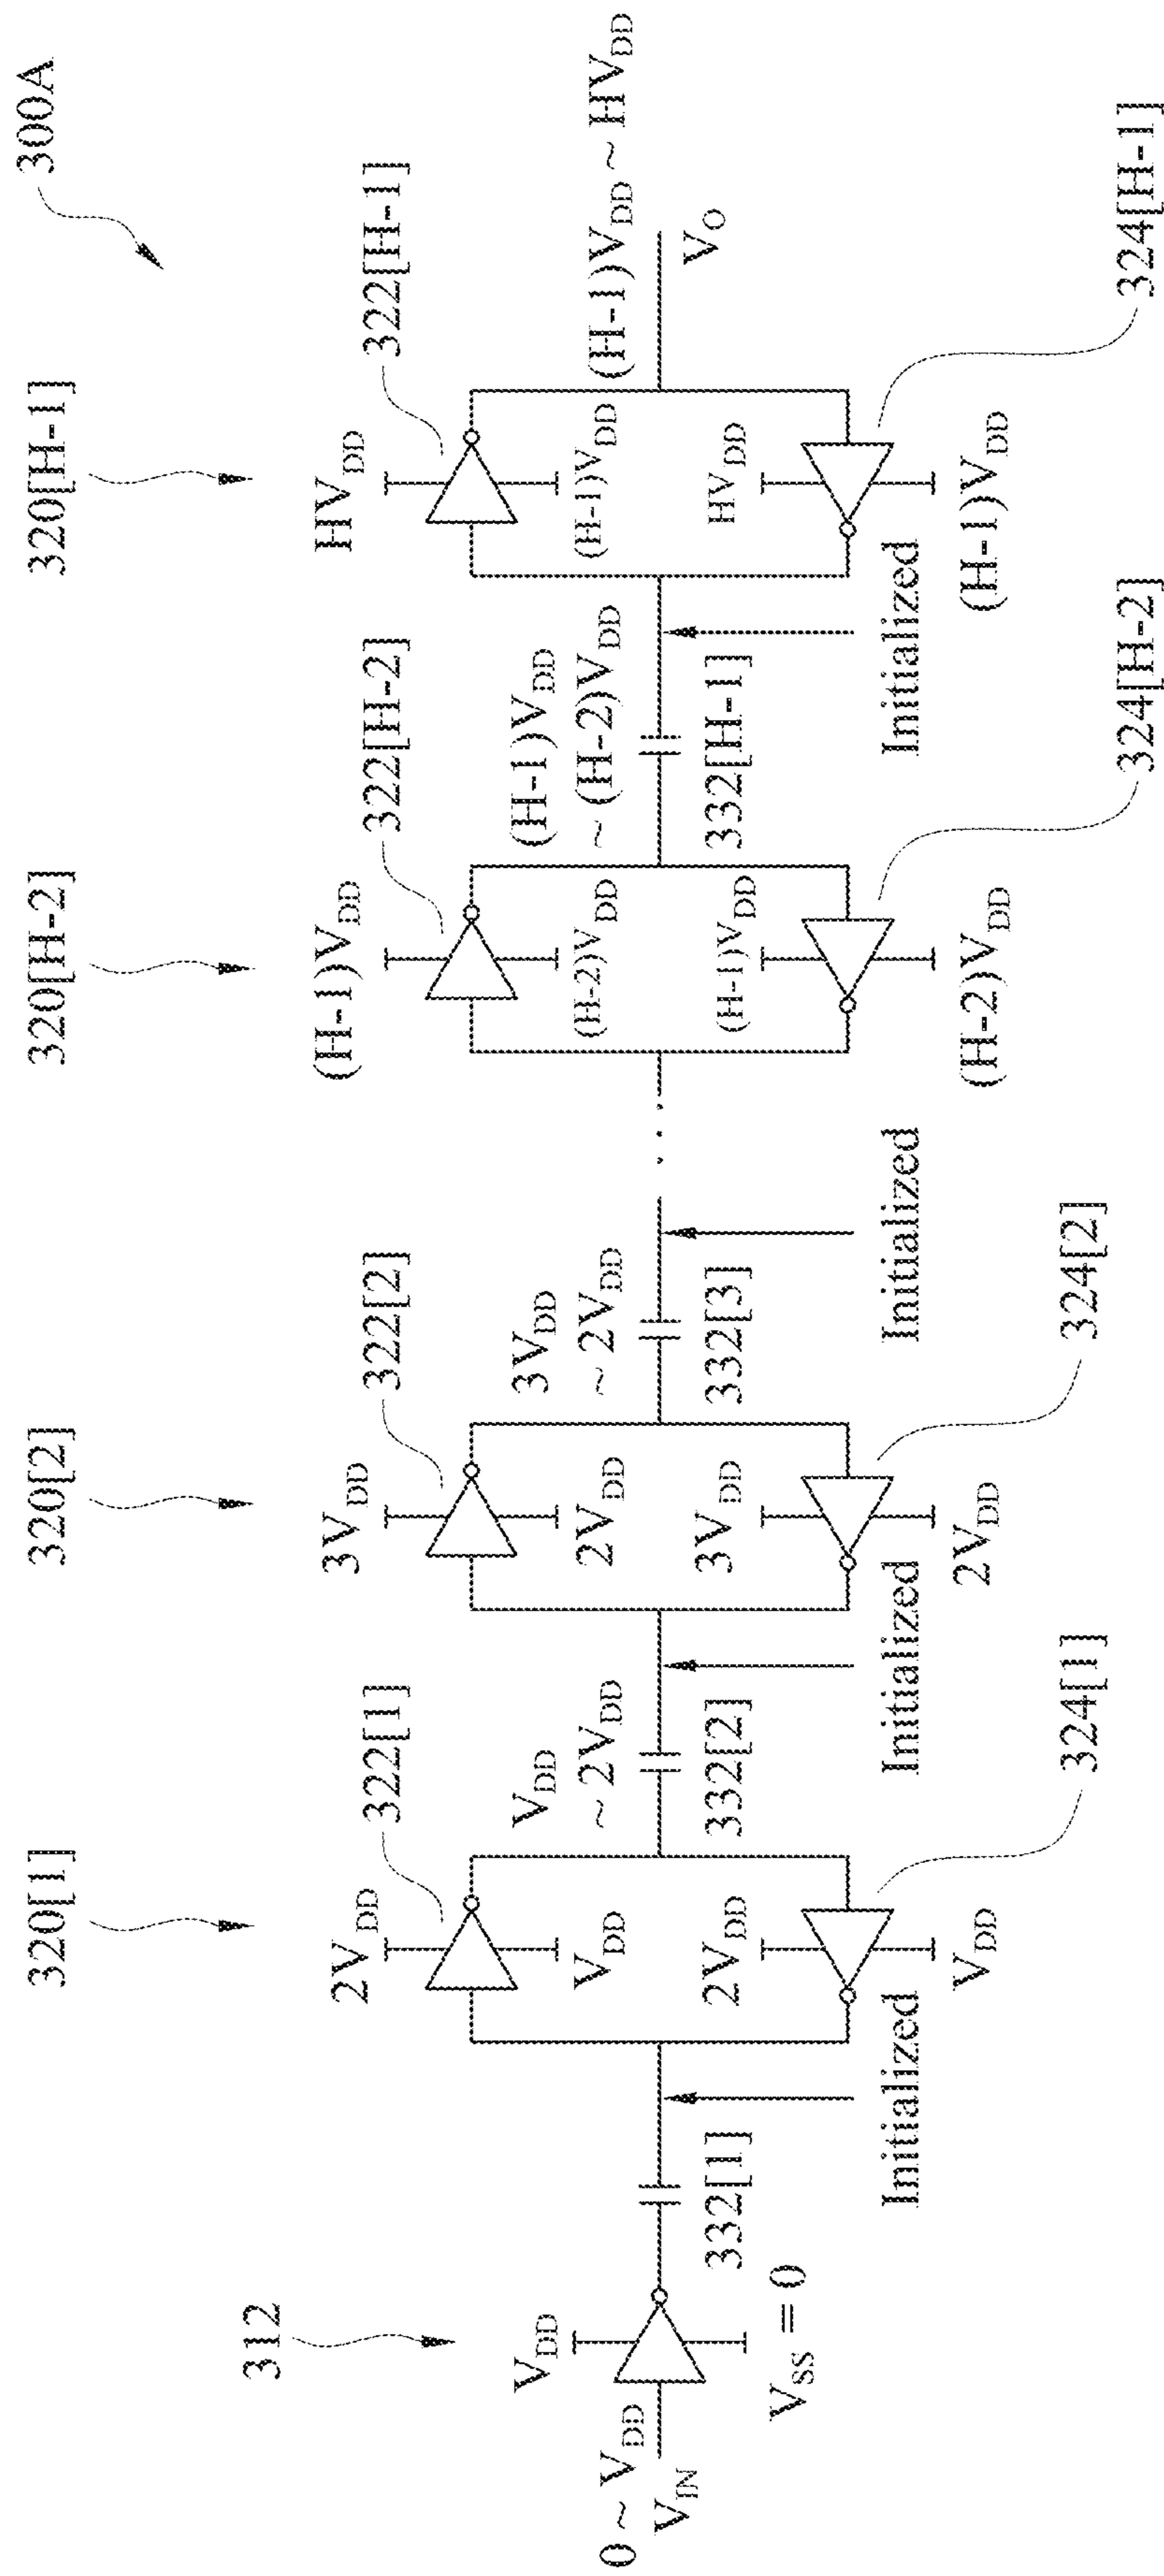 300A
320[1]
320[2]
320[H-2]
320[H-1]
312
V_DD
0 ~ V_DD
V_IN
V_SS = 0
332[1]
Initialized
2V_DD
322[1]
V_DD
2V_DD
V_DD
324[1]
V_DD
~ 2V_DD
332[2]
Initialized
3V_DD
322[2]
2V_DD
3V_DD
2V_DD
324[2]
3V_DD
~ 2V_DD
332[3]
Initialized
. . .
(H-1)V_DD
322[H-2]
(H-2)V_DD
(H-1)V_DD
(H-2)V_DD
324[H-2]
(H-1)V_DD
~ (H-2)V_DD
332[H-1]
Initialized
HV_DD
322[H-1]
(H-1)V_DD
HV_DD
(H-1)V_DD
324[H-1]
(H-1)V_DD ~ HV_DD
V_O